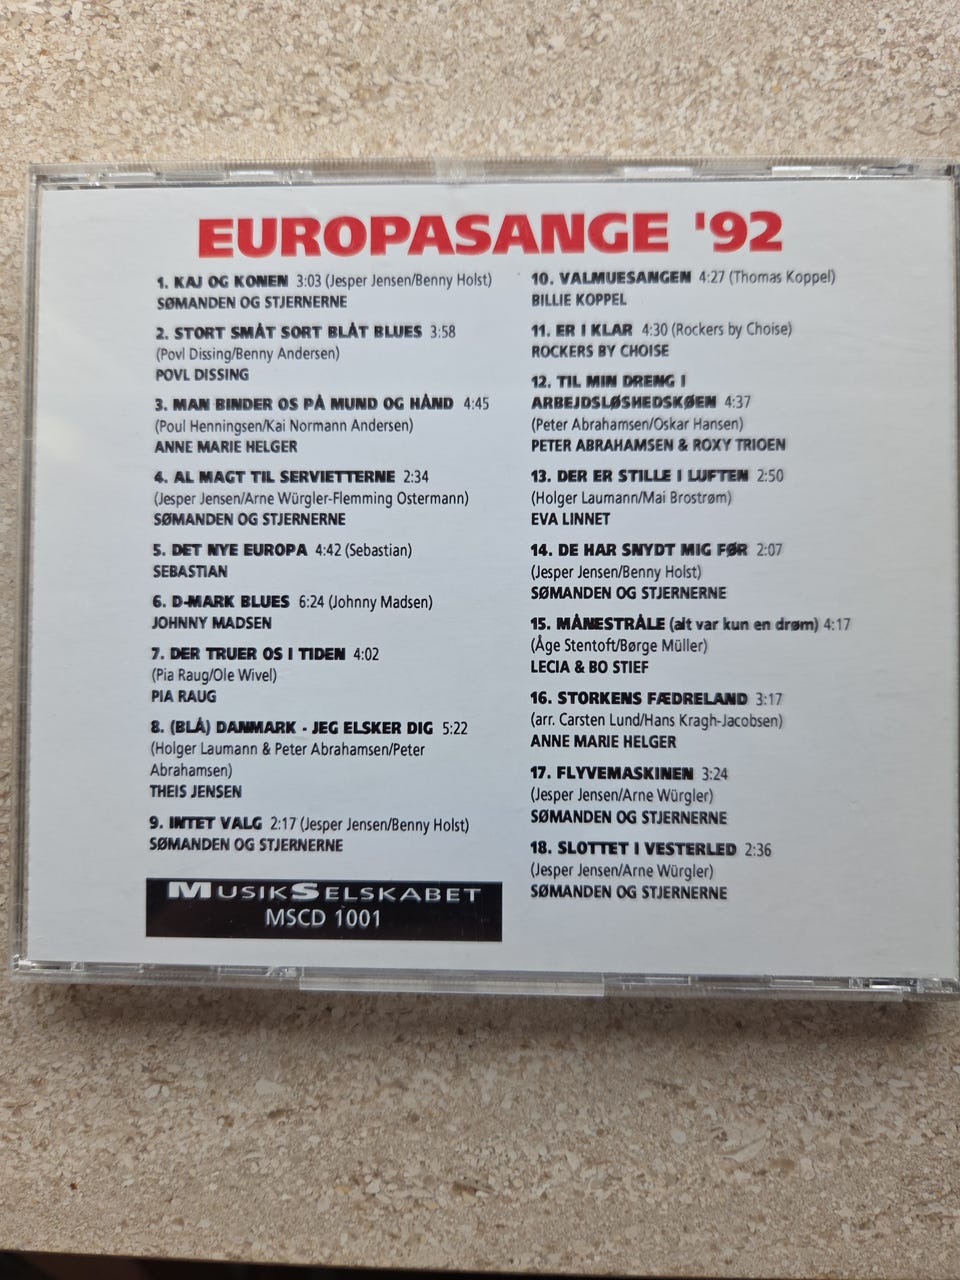 EUROPASANGE '92
1. KAJ OG KONEN 3:03 (Jesper Jensen/Benny Holst)
SØMANDEN OG STJERNERNE
2. STORT SMÅT SORT BLÅT BLUES 3:58
(Povl Dissing/Benny Andersen)
POVL DISSING
3. MAN BINDER OS PÅ MUND OG HÅND 4:45
(Poul Henningsen/Kai Normann Andersen)
ANNE MARIE HELGER
4. AL MAGT TIL SERVIETTERNE 2:34
(Jesper Jensen/Arne Würgler-Flemming Ostermann)
SØMANDEN OG STJERNERNE
5. DET NYE EUROPA 4:42 (Sebastian)
SEBASTIAN
6. D-MARK BLUES 6:24 (Johnny Madsen)
JOHNNY MADSEN
7. DER TRUER OS I TIDEN 4:02
(Pia Raug/Ole Wivel)
PIA RAUG
8. (BLÅ) DANMARK - JEG ELSKER DIG 5:22
(Holger Laumann & Peter Abrahamsen/Peter
Abrahamsen)
THEIS JENSEN
9. INTET VALG 2:17 (Jesper Jensen/Benny Holst)
SØMANDEN OG STJERNERNE
MUSIKSELSKABET
MSCD 1001
10. VALMUESANGEN 4:27 (Thomas Koppel)
BILLIE KOPPEL
11. ER I KLAR 4:30 (Rockers by Choise)
ROCKERS BY CHOISE
12. TIL MIN DRENG I
ARBEJDSLØSHEDSKØEN 4:37
(Peter Abrahamsen/Oskar Hansen)
PETER ABRAHAMSEN & ROXY TRIOEN
13. DER ER STILLE I LUFTEN 2:50
(Holger Laumann/Mai Brostrøm)
EVA LINNET
14. DE HAR SNYDT MIG FØR 2:07
(Jesper Jensen/Benny Holst)
SØMANDEN OG STJERNERNE
15. MÅNESTRÅLE (alt var kun en drøm) 4:17
(Åge Stentoft/Børge Müller)
LECIA & BO STIEF
16. STORKENS FÆDRELAND 3:17
(arr. Carsten Lund/Hans Kragh-Jacobsen)
ANNE MARIE HELGER
17. FLYVEMASKINEN 3:24
(Jesper Jensen/Arne Würgler)
SØMANDEN OG STJERNERNE
18. SLOTTET I VESTERLED 2:36
(Jesper Jensen/Arne Würgler)
SØMANDEN OG STJERNERNE